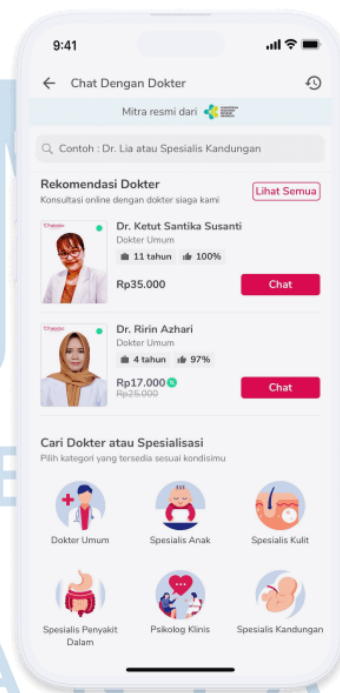 9:41
Chat Dengan Dokter
Mitra resmi dari
Contoh : Dr. Lia atau Spesialis Kandungan
Rekomendasi Dokter
Lihat Semua
Konsultasi online dengan dokter siaga kami
Dr. Ketut Santika Susanti
Dokter Umum
11 tahun 100%
Rp35.000
Chat
Dr. Ririn Azhari
Dokter Umum
4 tahun 97%
Rp17.000
Rp25.000
Chat
Cari Dokter atau Spesialisasi
Pilih kategori yang tersedia sesuai kondisimu
Dokter Umum
Spesialis Anak
Spesialis Kulit
Spesialis Penyakit
Dalam
Psikolog Klinis
Spesialis Kandungan